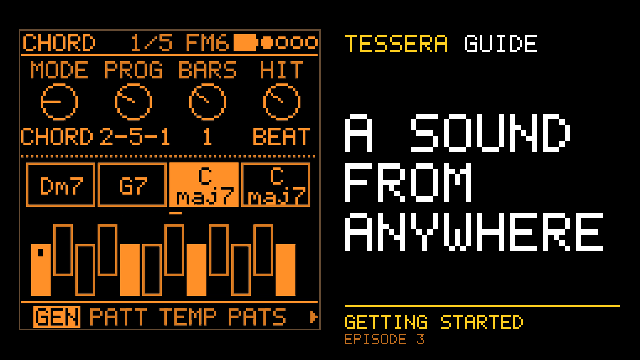 CHORD 1/5 FM6
MODE PROG BARS HIT
CHORD 2-5-1 1 BEAT
Dm7 G7 C maj7 C maj7
GEN PATT TEMP PATS
TESSERA GUIDE
A SOUND
FROM
ANYWHERE
GETTING STARTED
EPISODE 3